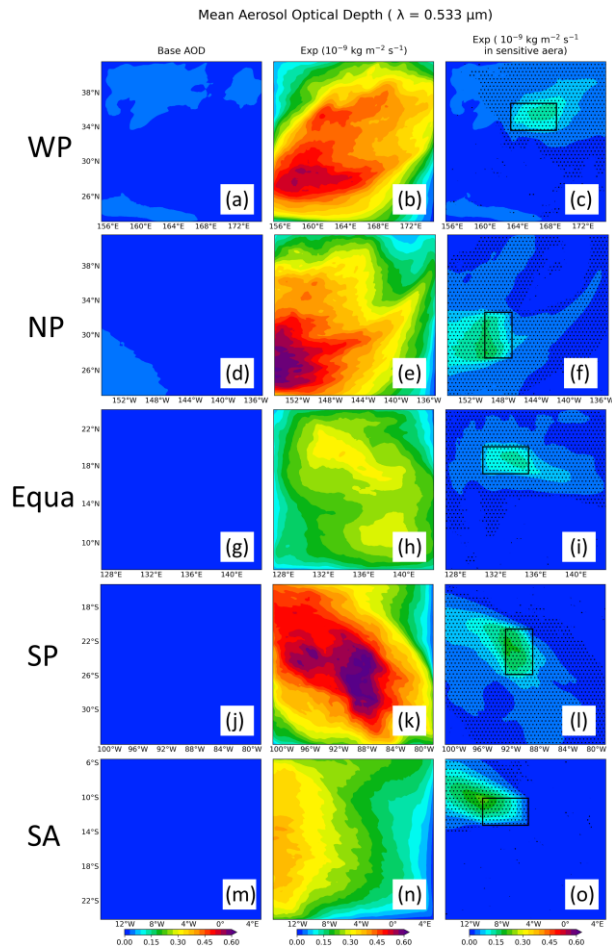 Mean Aerosol Optical Depth ( λ = 0.533 μm)
Base AOD
Exp (10⁻⁹ kg m⁻² s⁻¹)
Exp ( 10⁻⁹ kg m⁻² s⁻¹
in sensitive aera)
WP
38°N
34°N
30°N
26°N
(a)
(b)
(c)
156°E 160°E 164°E 168°E 172°E 156°E 160°E 164°E 168°E 172°E 156°E 160°E 164°E 168°E 172°E
NP
38°N
34°N
30°N
26°N
(d)
(e)
(f)
152°W 148°W 144°W 140°W 136°W 152°W 148°W 144°W 140°W 136°W 152°W 148°W 144°W 140°W 136°W
Equa
22°N
18°N
14°N
10°N
(g)
(h)
(i)
128°E 132°E 136°E 140°E 128°E 132°E 136°E 140°E 128°E 132°E 136°E 140°E
SP
18°S
22°S
26°S
30°S
(j)
(k)
(l)
100°W 96°W 92°W 88°W 84°W 80°W 100°W 96°W 92°W 88°W 84°W 80°W 100°W 96°W 92°W 88°W 84°W 80°W
SA
6°S
10°S
14°S
18°S
22°S
(m)
(n)
(o)
12°W 8°W 4°W 0° 4°E 12°W 8°W 4°W 0° 4°E 12°W 8°W 4°W 0° 4°E
0.00 0.15 0.30 0.45 0.60 0.00 0.15 0.30 0.45 0.60 0.00 0.15 0.30 0.45 0.60